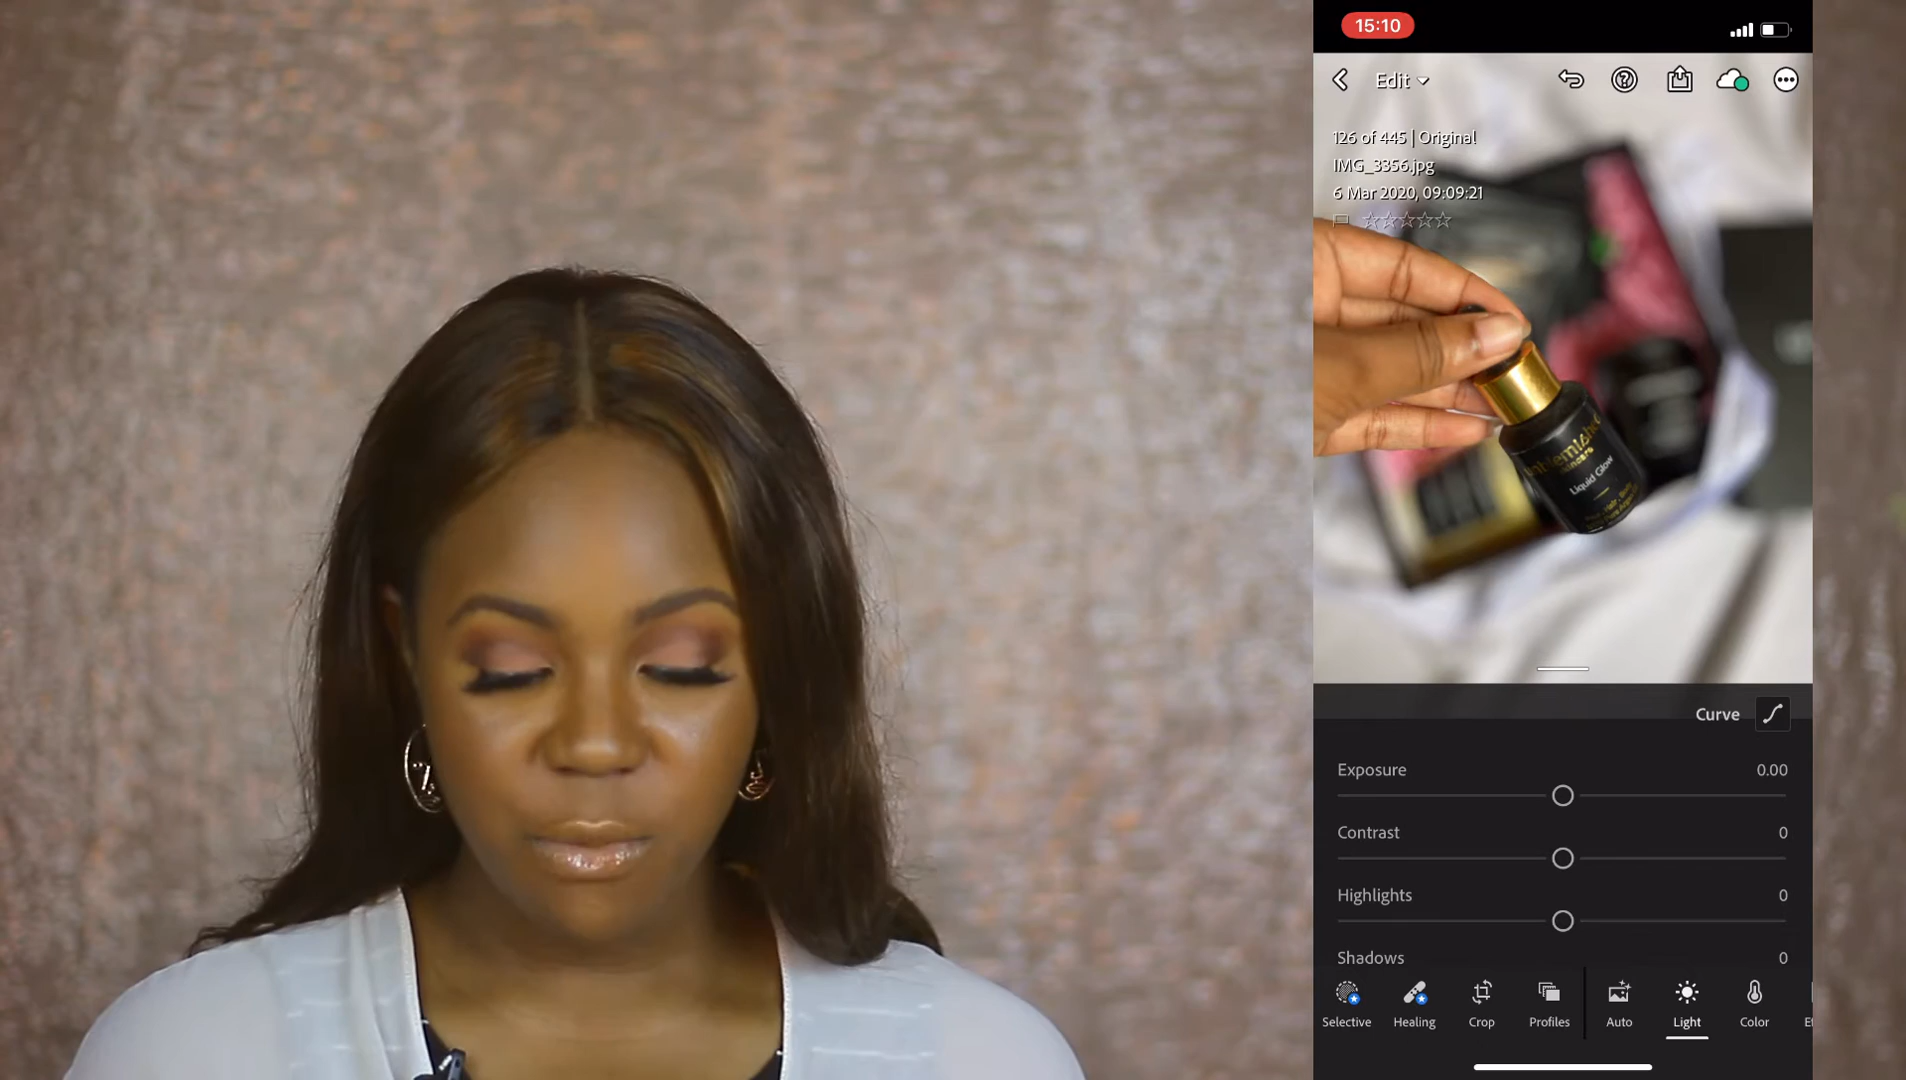 15:10
Edit
126 of 445 | Original
IMG_3356.jpg
6 Mar 2020, 09:09:21
Liquid Glow
Curve
Exposure 0.00
Contrast 0
Highlights 0
Shadows 0
Selective Healing Crop Profiles Auto Light Color